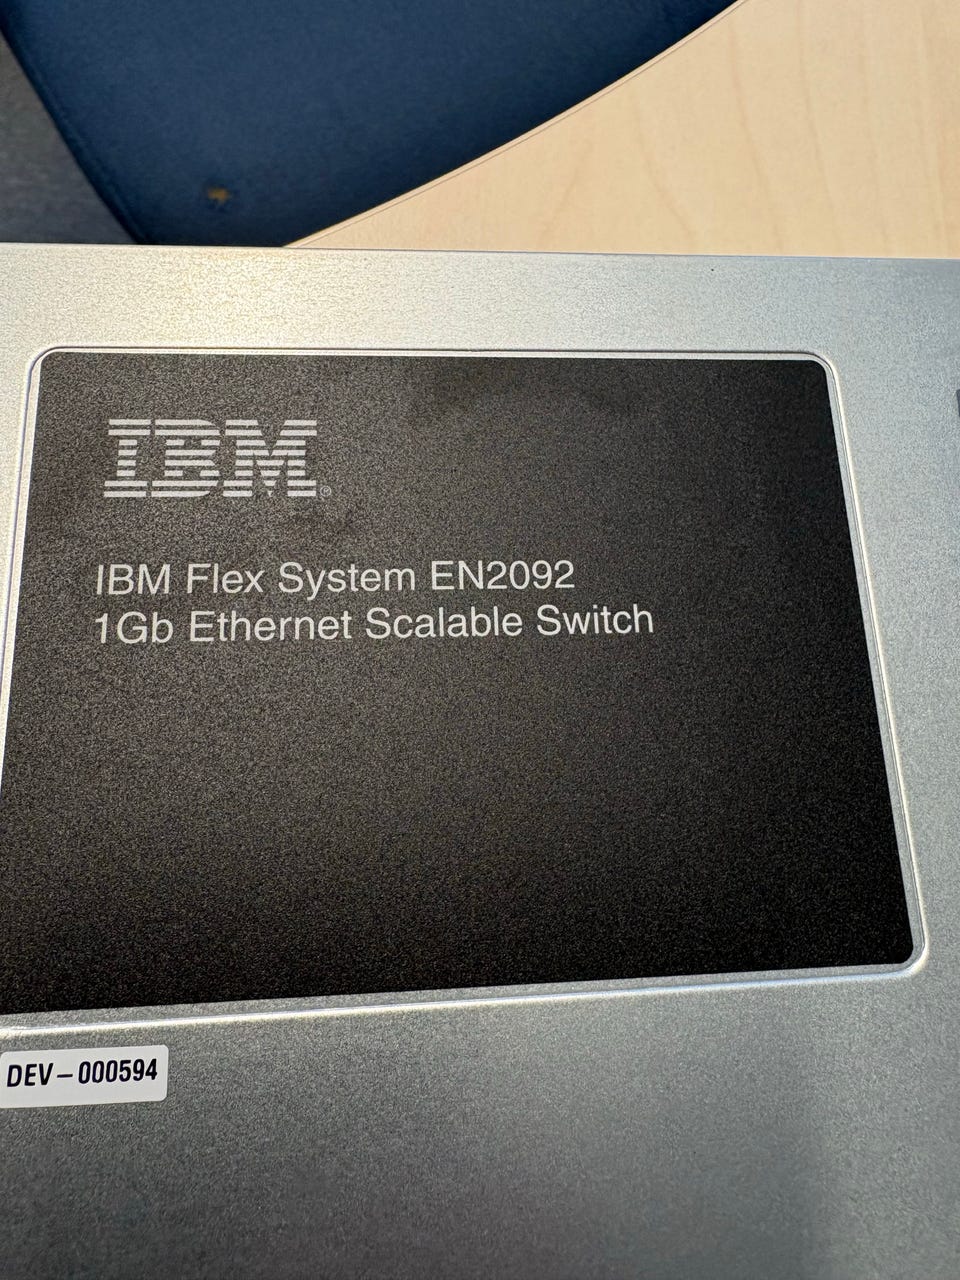 IBM®
IBM Flex System EN2092
1Gb Ethernet Scalable Switch
DEV-000594